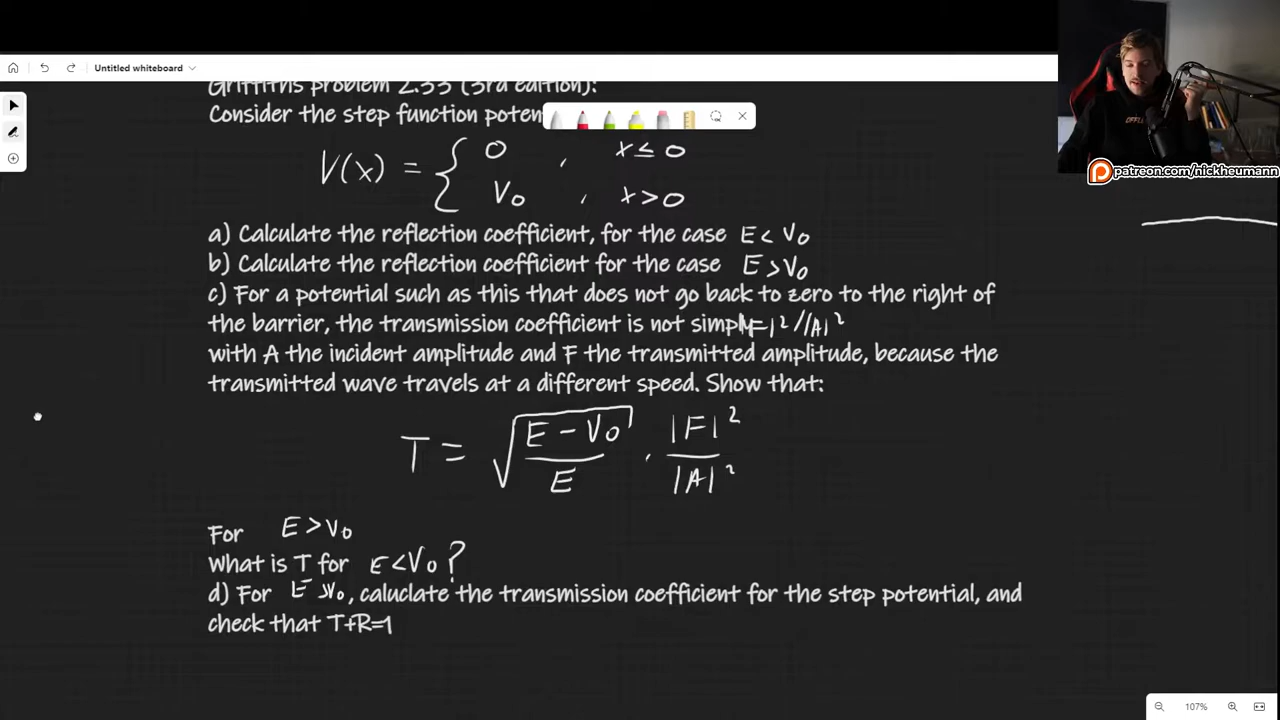 Untitled whiteboard
Griffiths problem 2.33 (3rd edition):
Consider the step function poten
V(x) = { 0 , x ≤ 0
V₀ , x > 0
a) Calculate the reflection coefficient, for the case E < V₀
b) Calculate the reflection coefficient for the case E > V₀
c) For a potential such as this that does not go back to zero to the right of
the barrier, the transmission coefficient is not simpl |F|² / |A|²
with A the incident amplitude and F the transmitted amplitude, because the
transmitted wave travels at a different speed. Show that:
T = √((E - V₀)/E) · |F|²/|A|²
For E > V₀
What is T for E < V₀ ?
d) For E > V₀, caluclate the transmission coefficient for the step potential, and
check that T+R=1
OFFL
patreon.com/nickheumann
107%